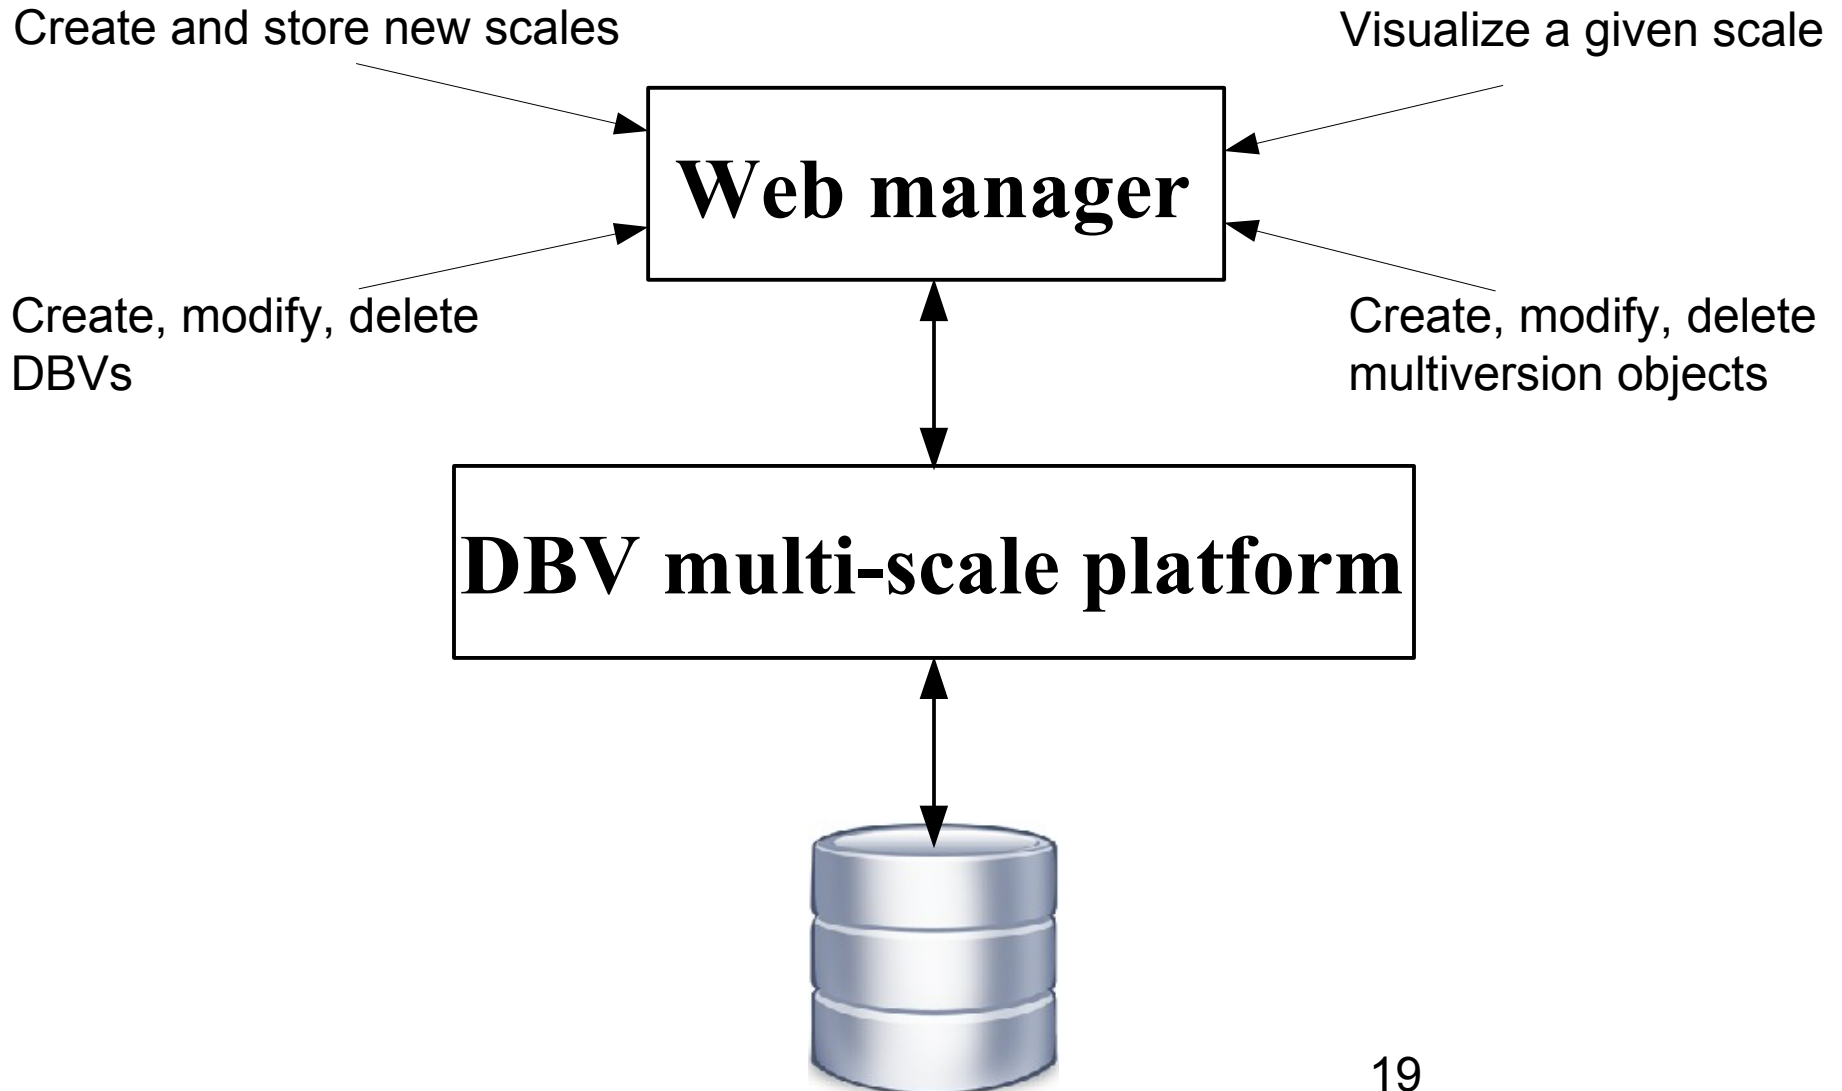 Create and store new scales
Visualize a given scale
Web manager
Create, modify, delete
DBVs
Create, modify, delete
multiversion objects
DBV multi-scale platform
19